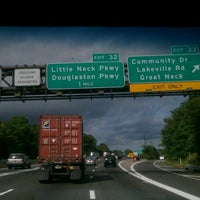 EXIT 32
Little Neck Pkwy
Douglaston Pkwy
1 MILE
EXIT 33
Community Dr
Lakeville Rd
Great Neck
EXIT ONLY